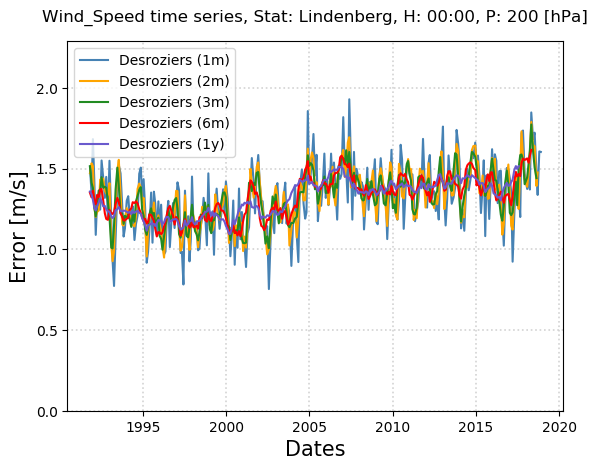 Wind_Speed time series, Stat: Lindenberg, H: 00:00, P: 200 [hPa]
Desroziers (1m)
Desroziers (2m)
Desroziers (3m)
Desroziers (6m)
Desroziers (1y)
Error [m/s]
2.0
1.5
1.0
0.5
0.0
1995 2000 2005 2010 2015 2020
Dates